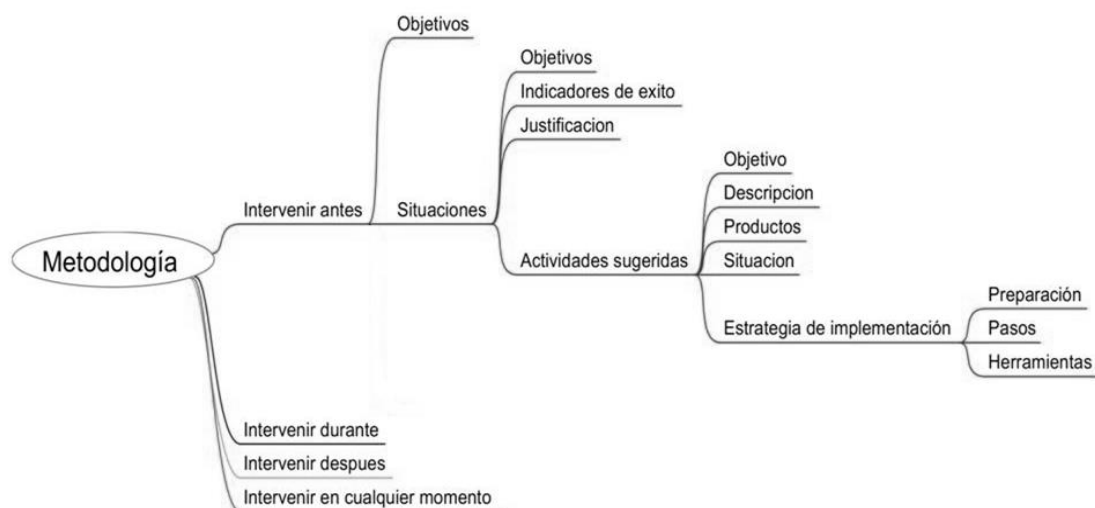 Objetivos
Objetivos
Indicadores de exito
Justificacion
Objetivo
Descripcion
Intervenir antes
Situaciones
Productos
Metodología
Actividades sugeridas
Situacion
Preparación
Estrategia de implementación
Pasos
Herramientas
Intervenir durante
Intervenir despues
Intervenir en cualquier momento